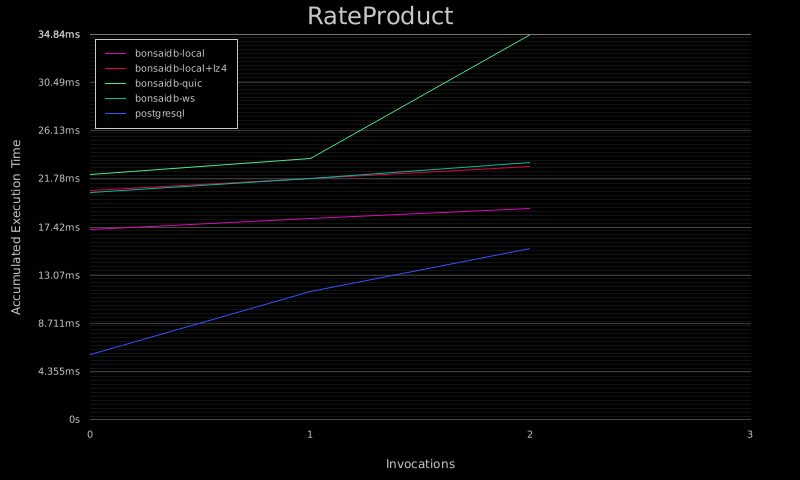 RateProduct
34.84ms
30.49ms
26.13ms
21.78ms
17.42ms
13.07ms
8.711ms
4.355ms
0s
bonsaidb-local
bonsaidb-local+lz4
bonsaidb-quic
bonsaidb-ws
postgresql
Accumulated Execution Time
0 1 2 3
Invocations